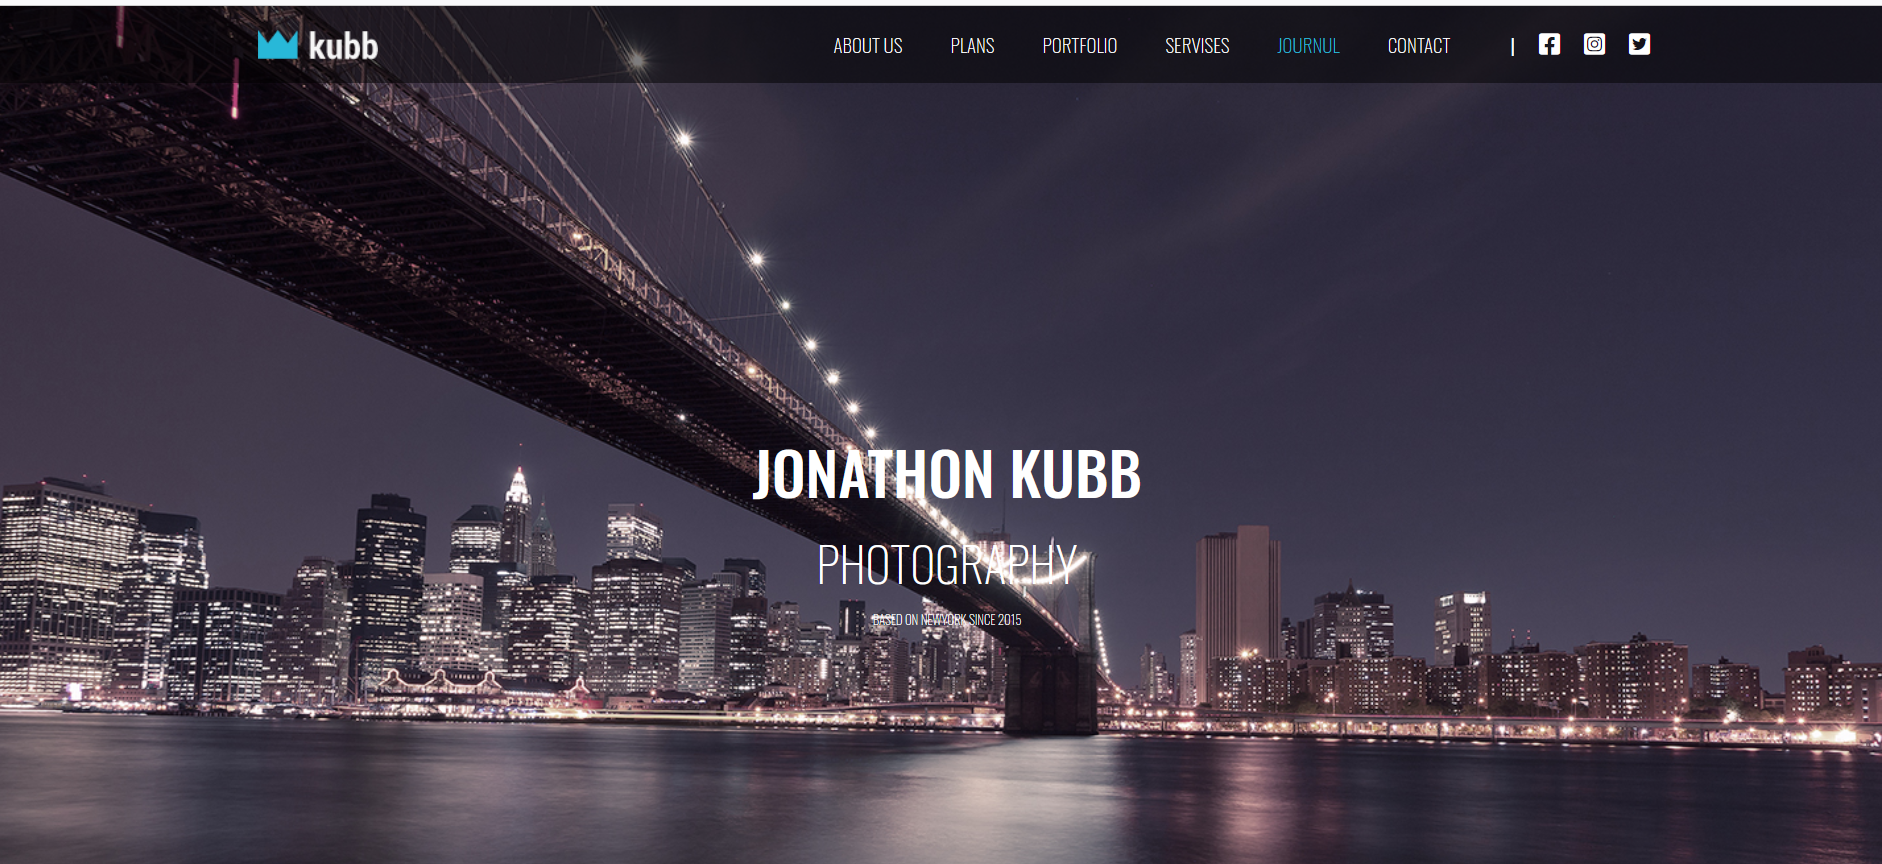 kubb
ABOUT US PLANS PORTFOLIO SERVISES JOURNUL CONTACT |
JONATHON KUBB
PHOTOGRAPHY
BASED ON NEWYORK SINCE 2015